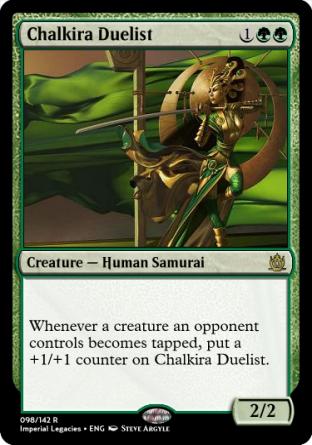 Chalkira Duelist 1
Creature — Human Samurai
Whenever a creature an opponent
controls becomes tapped, put a
+1/+1 counter on Chalkira Duelist.
2/2
098/142 R
Imperial Legacies • ENG Steve Argyle